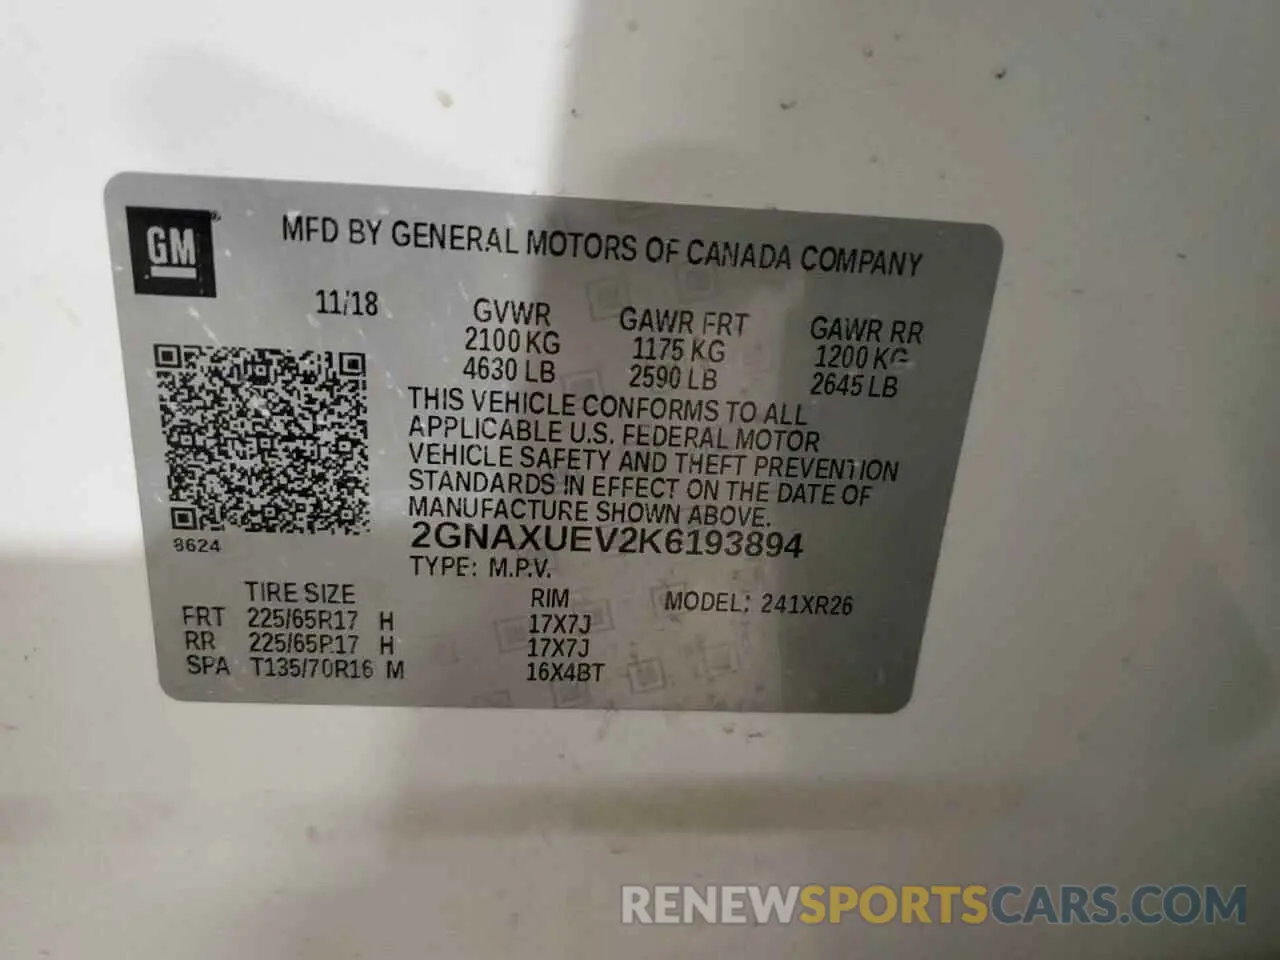 GM
MFD BY GENERAL MOTORS OF CANADA COMPANY
11/18
GVWR
2100 KG
4630 LB
GAWR FRT
1175 KG
2590 LB
GAWR RR
1200 KG
2645 LB
THIS VEHICLE CONFORMS TO ALL
APPLICABLE U.S. FEDERAL MOTOR
VEHICLE SAFETY AND THEFT PREVENTION
STANDARDS IN EFFECT ON THE DATE OF
MANUFACTURE SHOWN ABOVE.
8624
2GNAXUEV2K6193894
TYPE: M.P.V.
TIRE SIZE RIM MODEL: 241XR26
FRT 225/65R17 H 17X7J
RR 225/65R17 H 17X7J
SPA T135/70R16 M 16X4BT
RENEWSPORTSCARS.COM